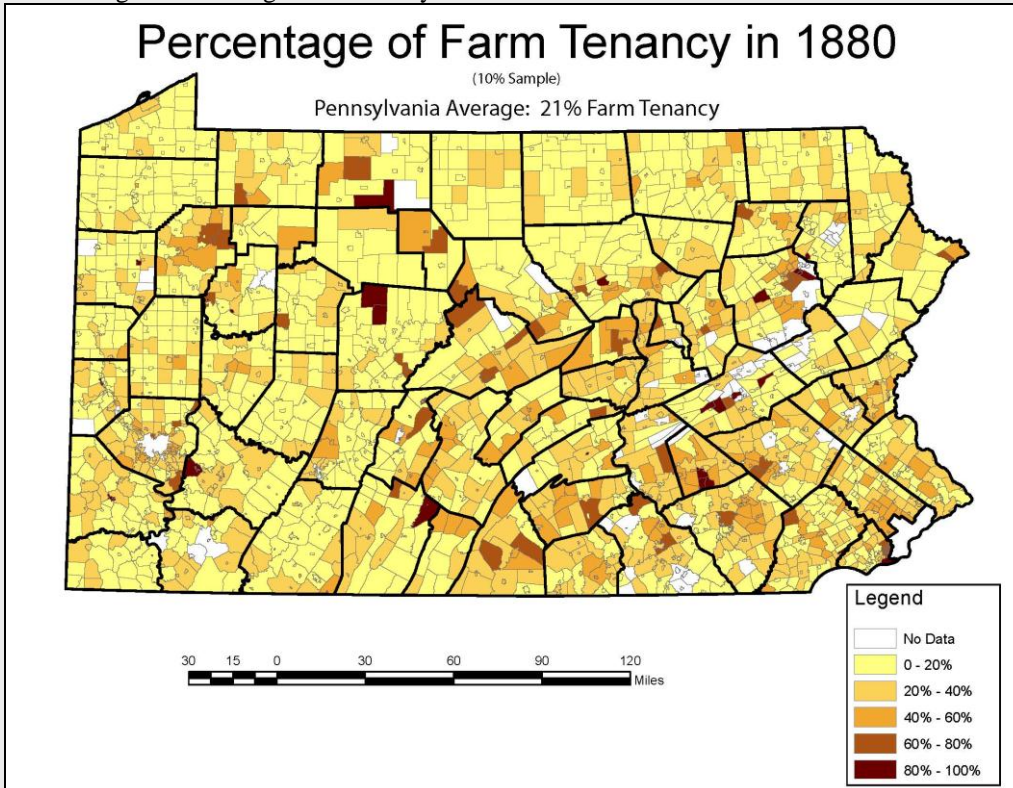 Percentage of Farm Tenancy in 1880
(10% Sample)
Pennsylvania Average: 21% Farm Tenancy
30 15 0 30 60 90 120
Miles
Legend
No Data
0 - 20%
20% - 40%
40% - 60%
60% - 80%
80% - 100%